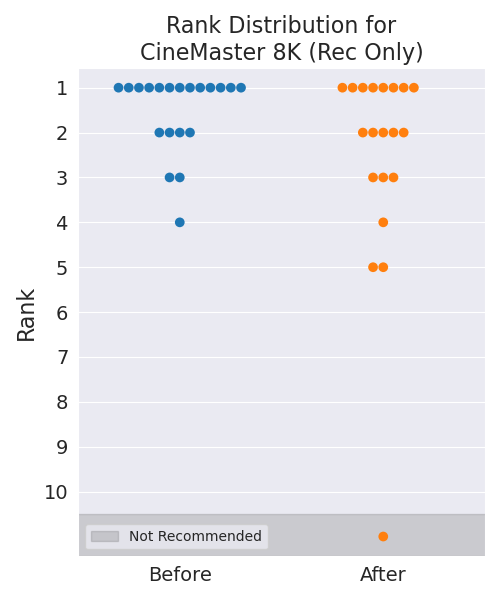 Rank Distribution for
CineMaster 8K (Rec Only)
Rank
1
2
3
4
5
6
7
8
9
10
Not Recommended
Before
After